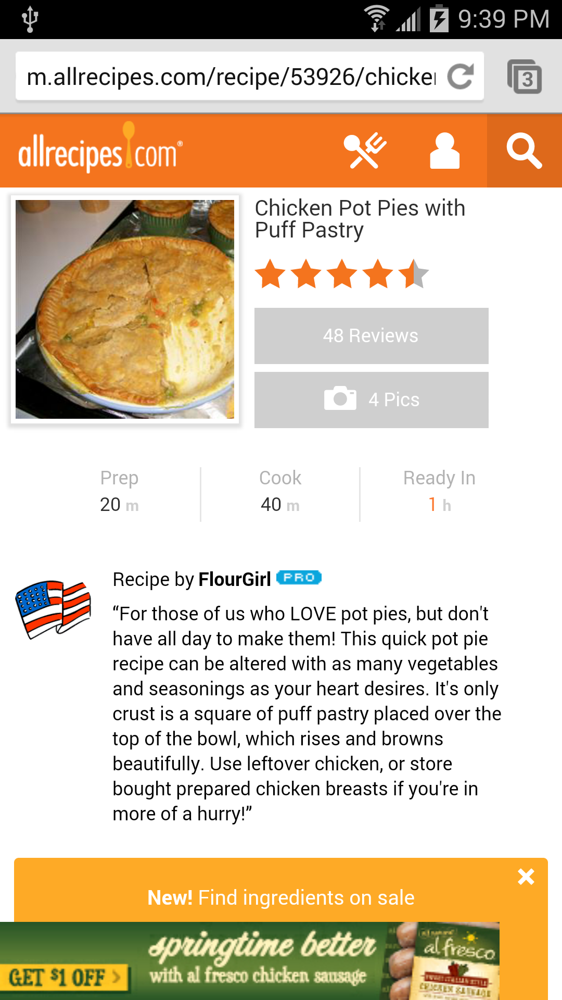 9:39 PM
m.allrecipes.com/recipe/53926/chicke
3
allrecipes.com®
Chicken Pot Pies with
Puff Pastry
48 Reviews
4 Pics
Prep
20 m
Cook
40 m
Ready In
1 h
Recipe by FlourGirl PRO
“For those of us who LOVE pot pies, but don't
have all day to make them! This quick pot pie
recipe can be altered with as many vegetables
and seasonings as your heart desires. It's only
crust is a square of puff pastry placed over the
top of the bowl, which rises and browns
beautifully. Use leftover chicken, or store
bought prepared chicken breasts if you're in
more of a hurry!”
New! Find ingredients on sale
springtime better
with al fresco chicken sausage
GET $1 OFF >
al fresco
CHICKEN SAUSAGE